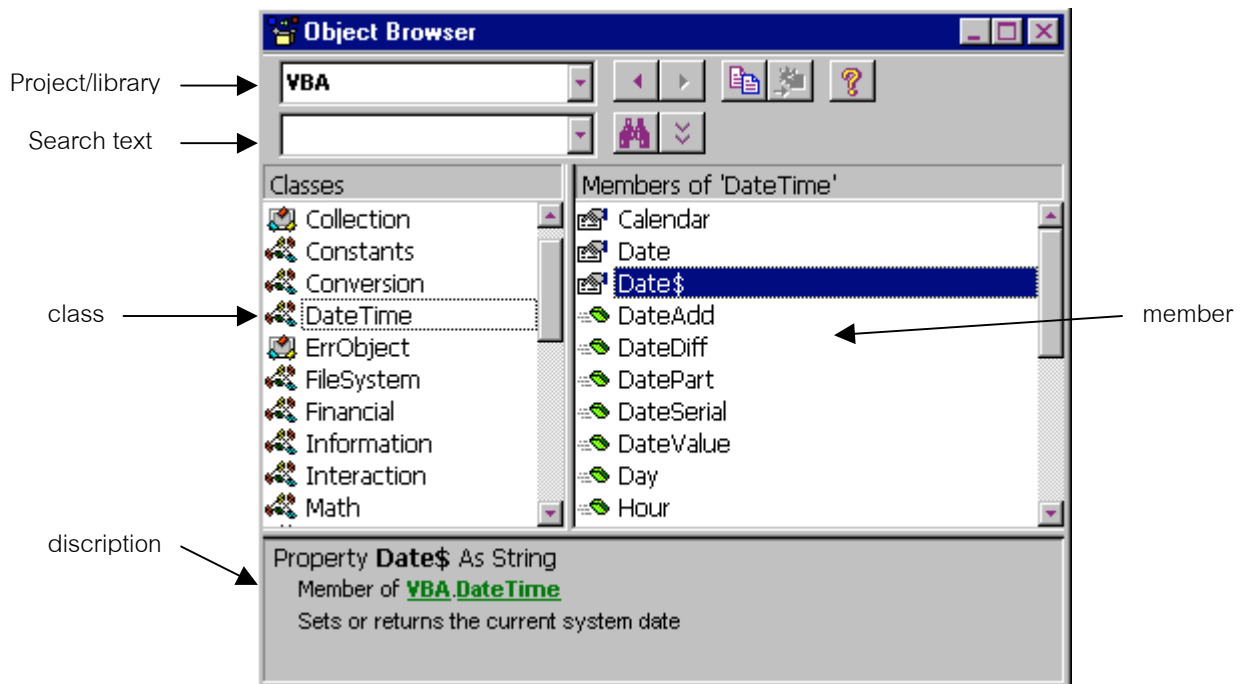 Object Browser
Project/library
VBA
Search text
Classes
Members of 'DateTime'
Collection
Constants
Conversion
DateTime
ErrObject
FileSystem
Financial
Information
Interaction
Math
Calendar
Date
Date$
DateAdd
DateDiff
DatePart
DateSerial
DateValue
Day
Hour
class
member
discription
Property Date$ As String
Member of VBA.DateTime
Sets or returns the current system date